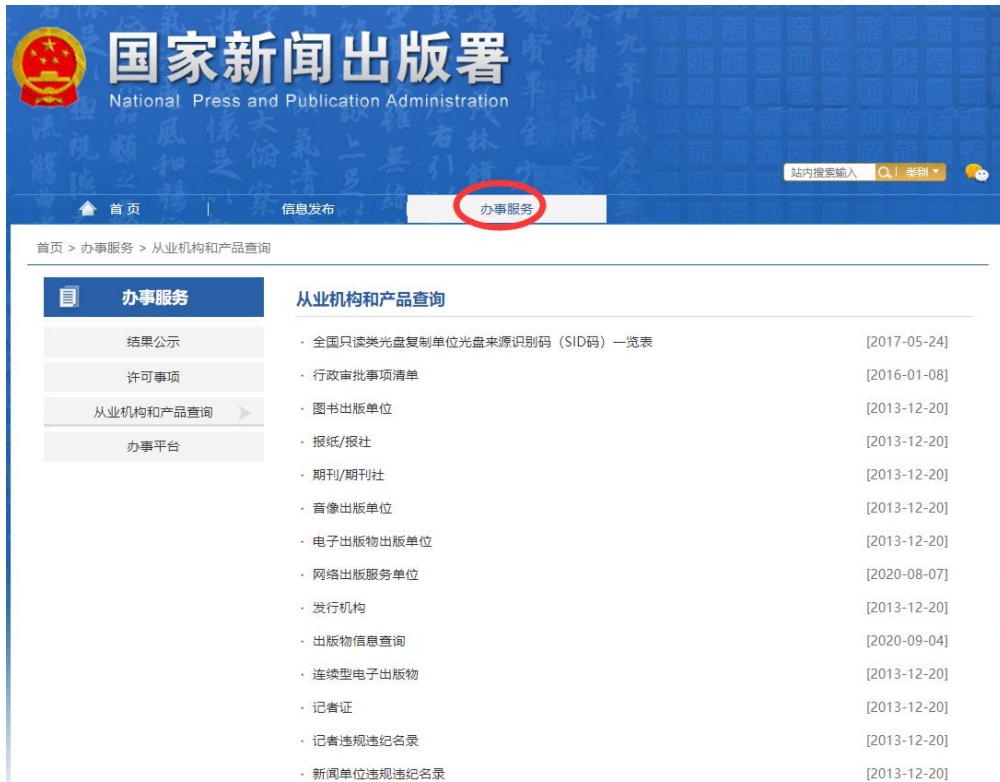 国家新闻出版署
National Press and Publication Administration
站内搜索输入 类别
首页 信息发布 办事服务
首页 > 办事服务 > 从业机构和产品查询
办事服务
结果公示
许可事项
从业机构和产品查询
办事平台
从业机构和产品查询
· 全国只读类光盘复制单位光盘来源识别码（SID码）一览表 [2017-05-24]
· 行政审批事项清单 [2016-01-08]
· 图书出版单位 [2013-12-20]
· 报纸/报社 [2013-12-20]
· 期刊/期刊社 [2013-12-20]
· 音像出版单位 [2013-12-20]
· 电子出版物出版单位 [2013-12-20]
· 网络出版服务单位 [2020-08-07]
· 发行机构 [2013-12-20]
· 出版物信息查询 [2020-09-04]
· 连续型电子出版物 [2013-12-20]
· 记者证 [2013-12-20]
· 记者违规违纪名录 [2013-12-20]
· 新闻单位违规违纪名录 [2013-12-20]